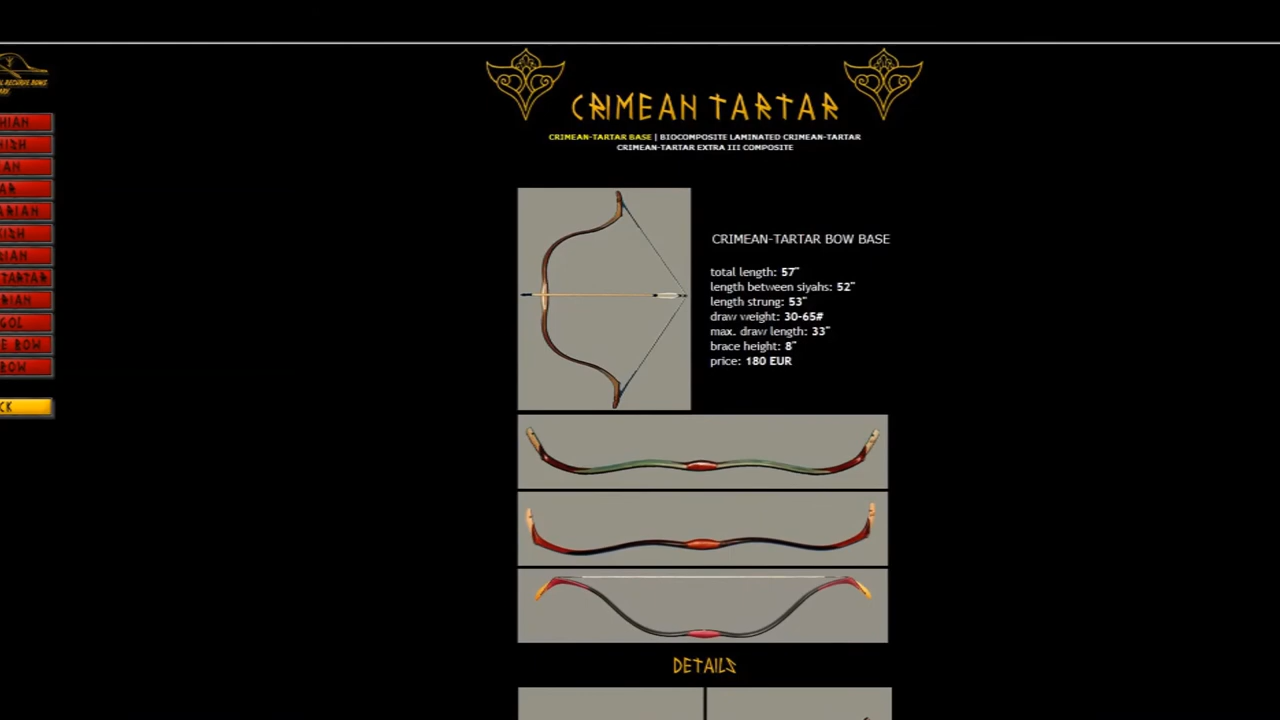 CRIMEAN TARTAR
CRIMEAN-TARTAR BASE | BIOCOMPOSITE LAMINATED CRIMEAN-TARTAR
CRIMEAN-TARTAR EXTRA III COMPOSITE
CRIMEAN-TARTAR BOW BASE
total length: 57"
length between siyahs: 52"
length strung: 53"
draw weight: 30-65#
max. draw length: 33"
brace height: 8"
price: 180 EUR
TARTAR
DETAILS